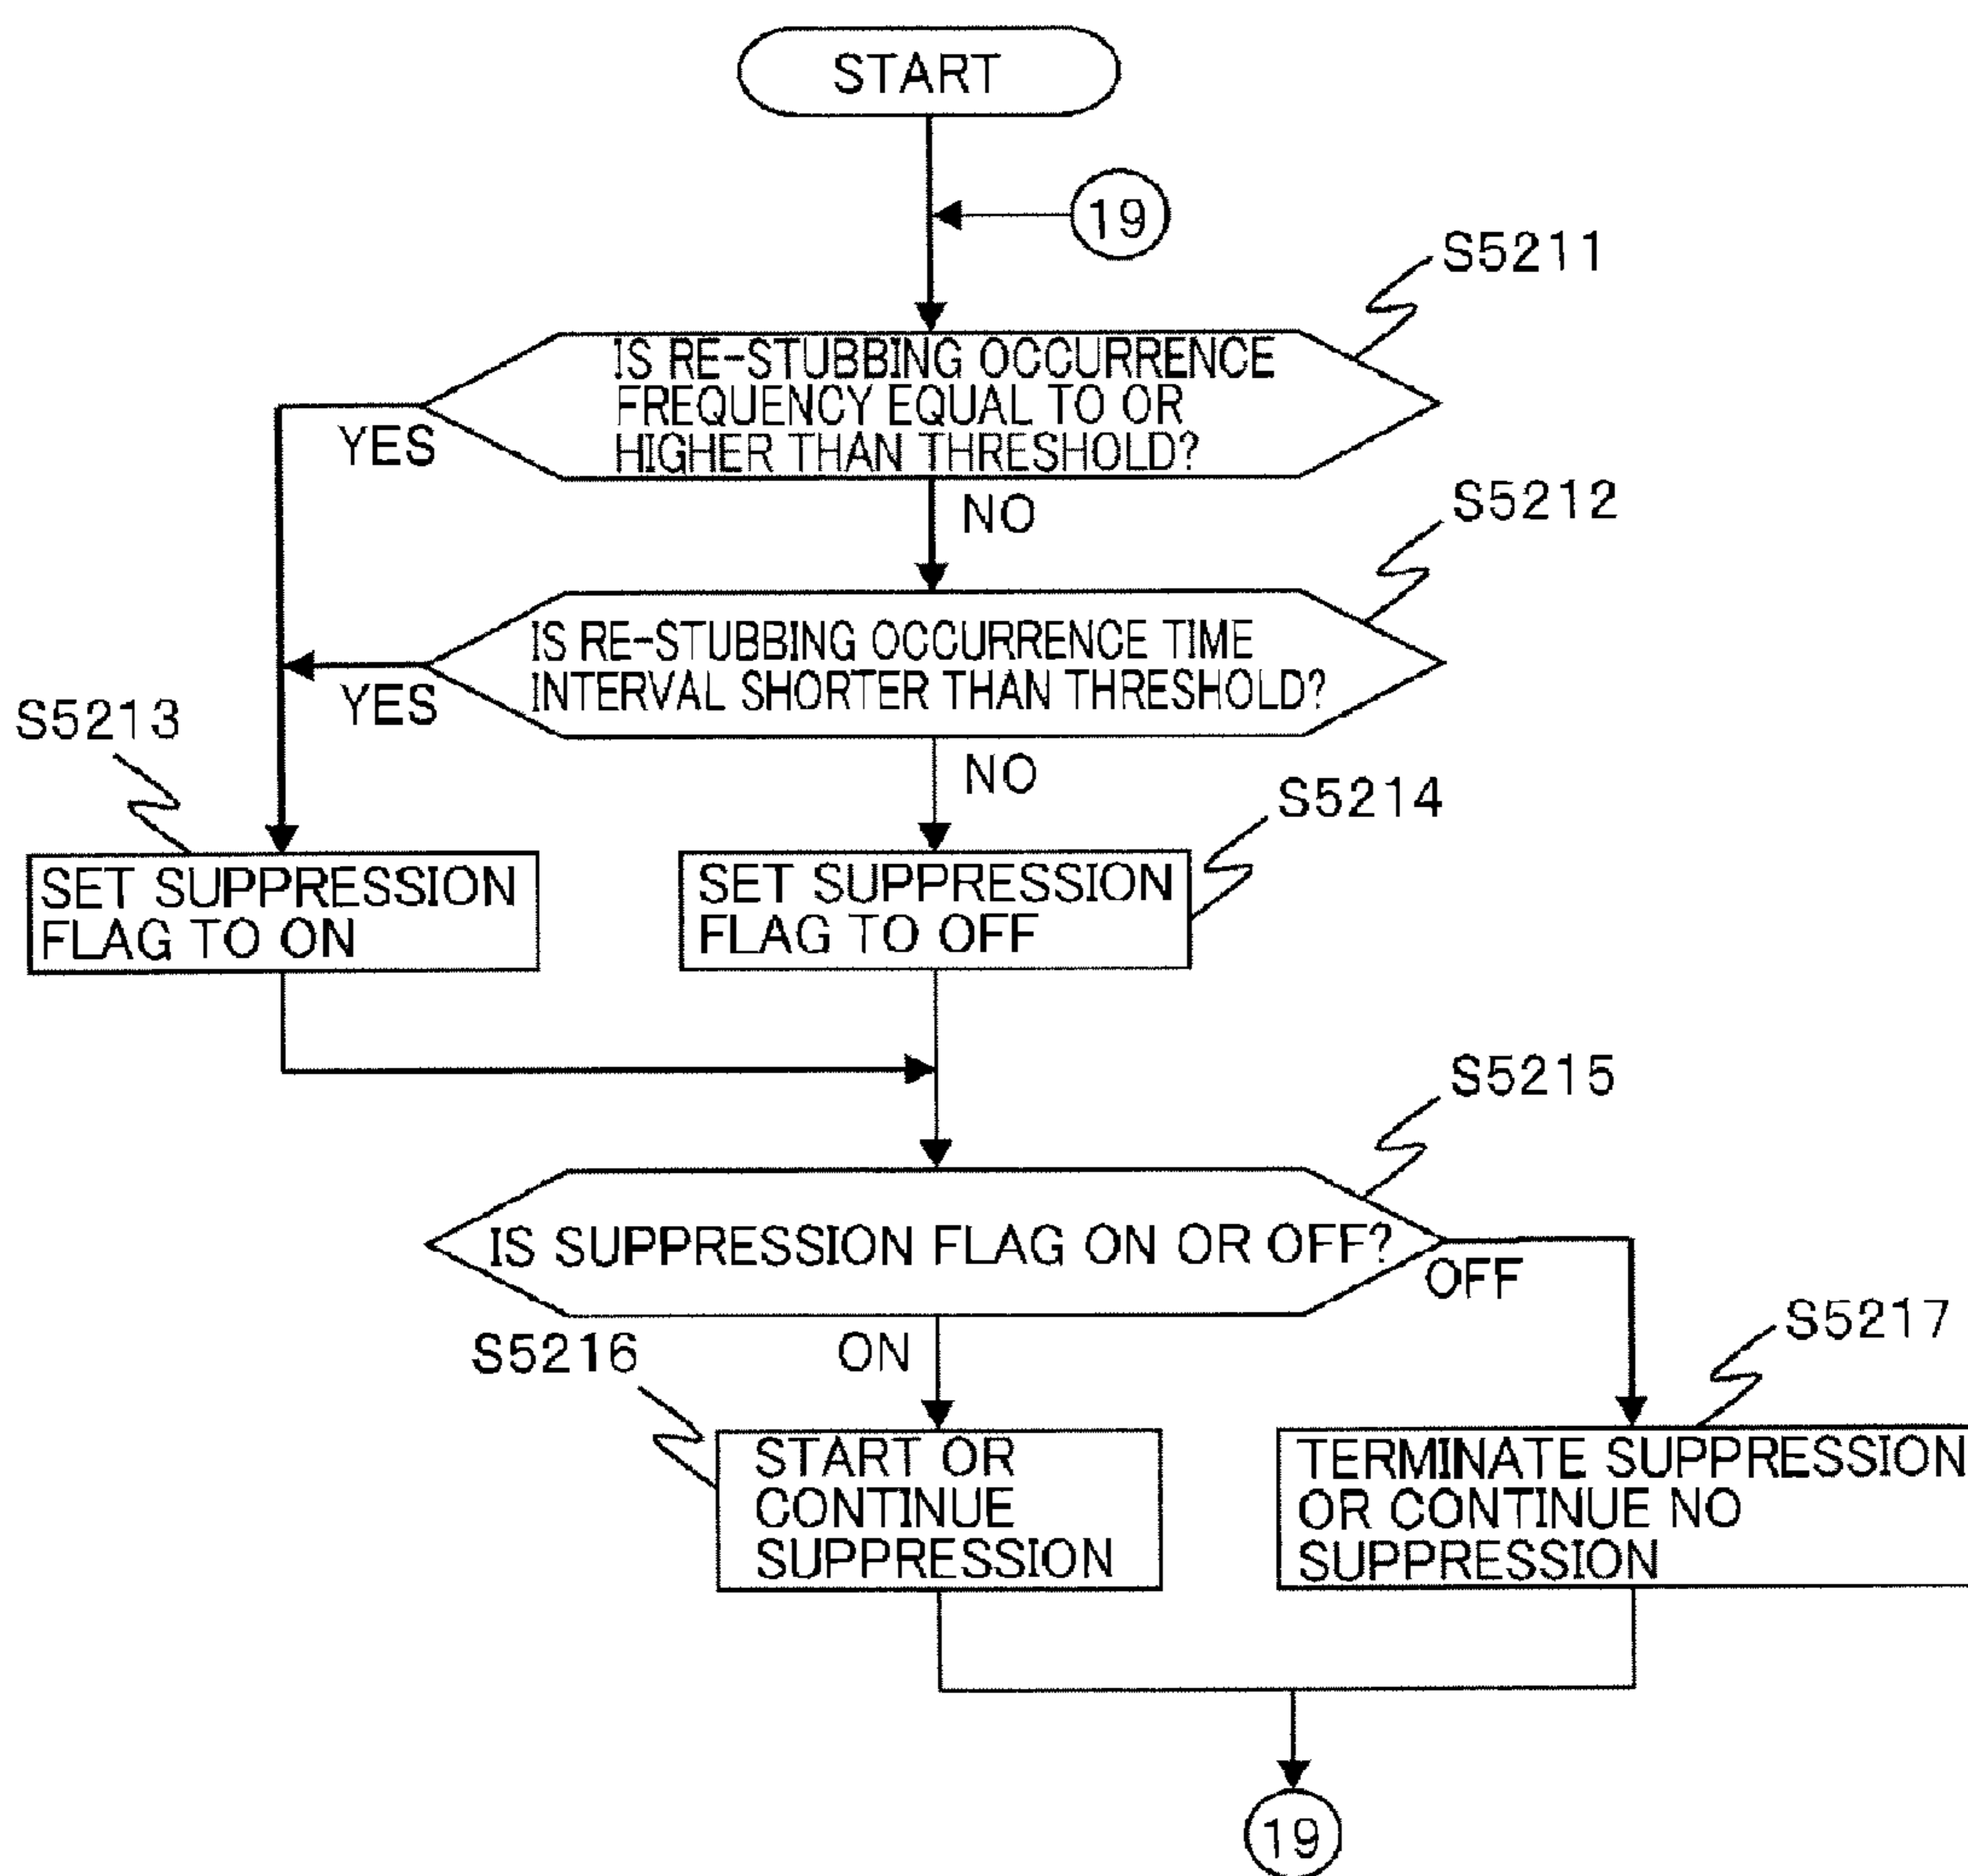 START
19
S5211
IS RE-STUBBING OCCURRENCE
FREQUENCY EQUAL TO OR
HIGHER THAN THRESHOLD?
YES
NO
S5212
IS RE-STUBBING OCCURRENCE TIME
INTERVAL SHORTER THAN THRESHOLD?
YES
NO
S5213
S5214
SET SUPPRESSION
FLAG TO ON
SET SUPPRESSION
FLAG TO OFF
S5215
IS SUPPRESSION FLAG ON OR OFF?
OFF
ON
S5216
S5217
START OR
CONTINUE
SUPPRESSION
TERMINATE SUPPRESSION
OR CONTINUE NO
SUPPRESSION
19